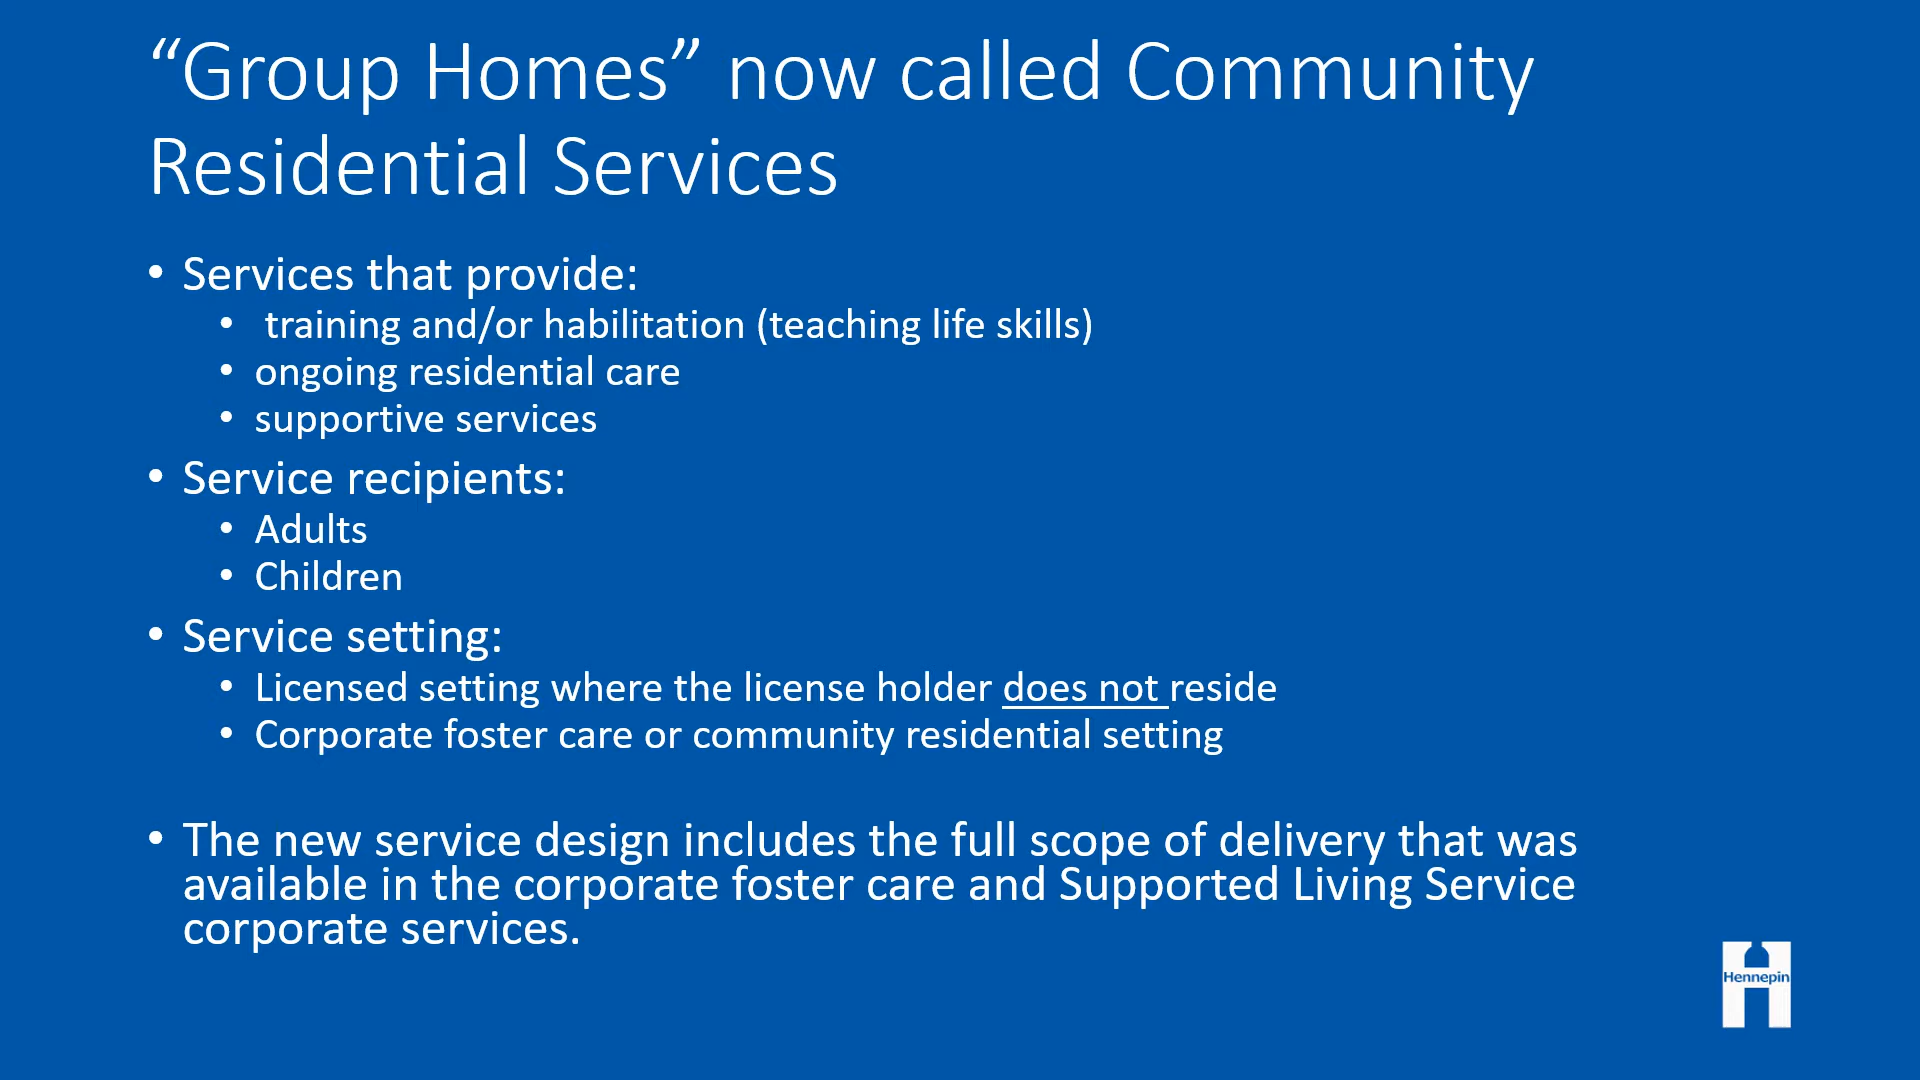 “Group Homes” now called Community
Residential Services
• Services that provide:
• training and/or habilitation (teaching life skills)
• ongoing residential care
• supportive services
• Service recipients:
• Adults
• Children
• Service setting:
• Licensed setting where the license holder does not reside
• Corporate foster care or community residential setting
• The new service design includes the full scope of delivery that was
available in the corporate foster care and Supported Living Service
corporate services.
Hennepin